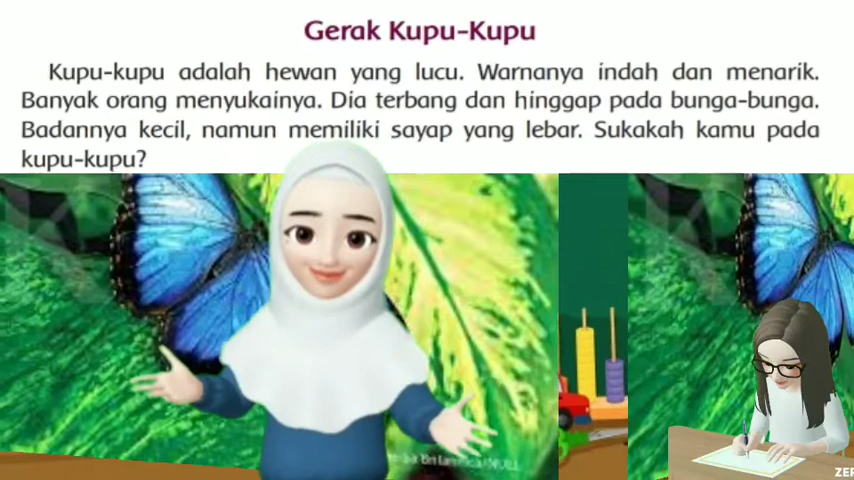 Gerak Kupu-Kupu
Kupu-kupu adalah hewan yang lucu. Warnanya indah dan menarik.
Banyak orang menyukainya. Dia terbang dan hinggap pada bunga-bunga.
Badannya kecil, namun memiliki sayap yang lebar. Sukakah kamu pada
kupu-kupu?